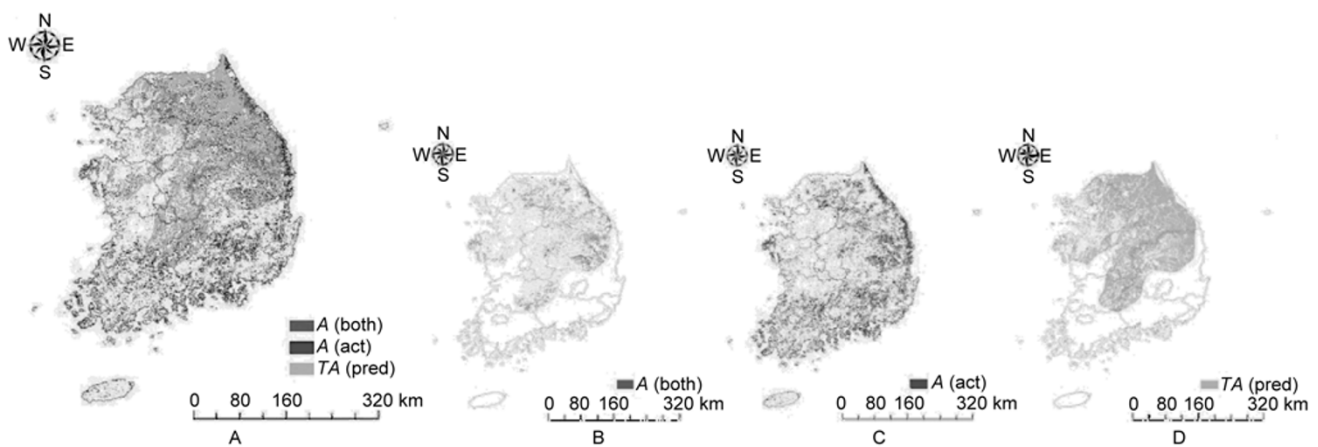 N
W E
S
A (both)
A (act)
TA (pred)
0 80 160 320 km
A
N
W E
S
A (both)
0 80 160 320 km
B
N
W E
S
A (act)
0 80 160 320 km
C
N
W E
S
TA (pred)
0 80 160 320 km
D